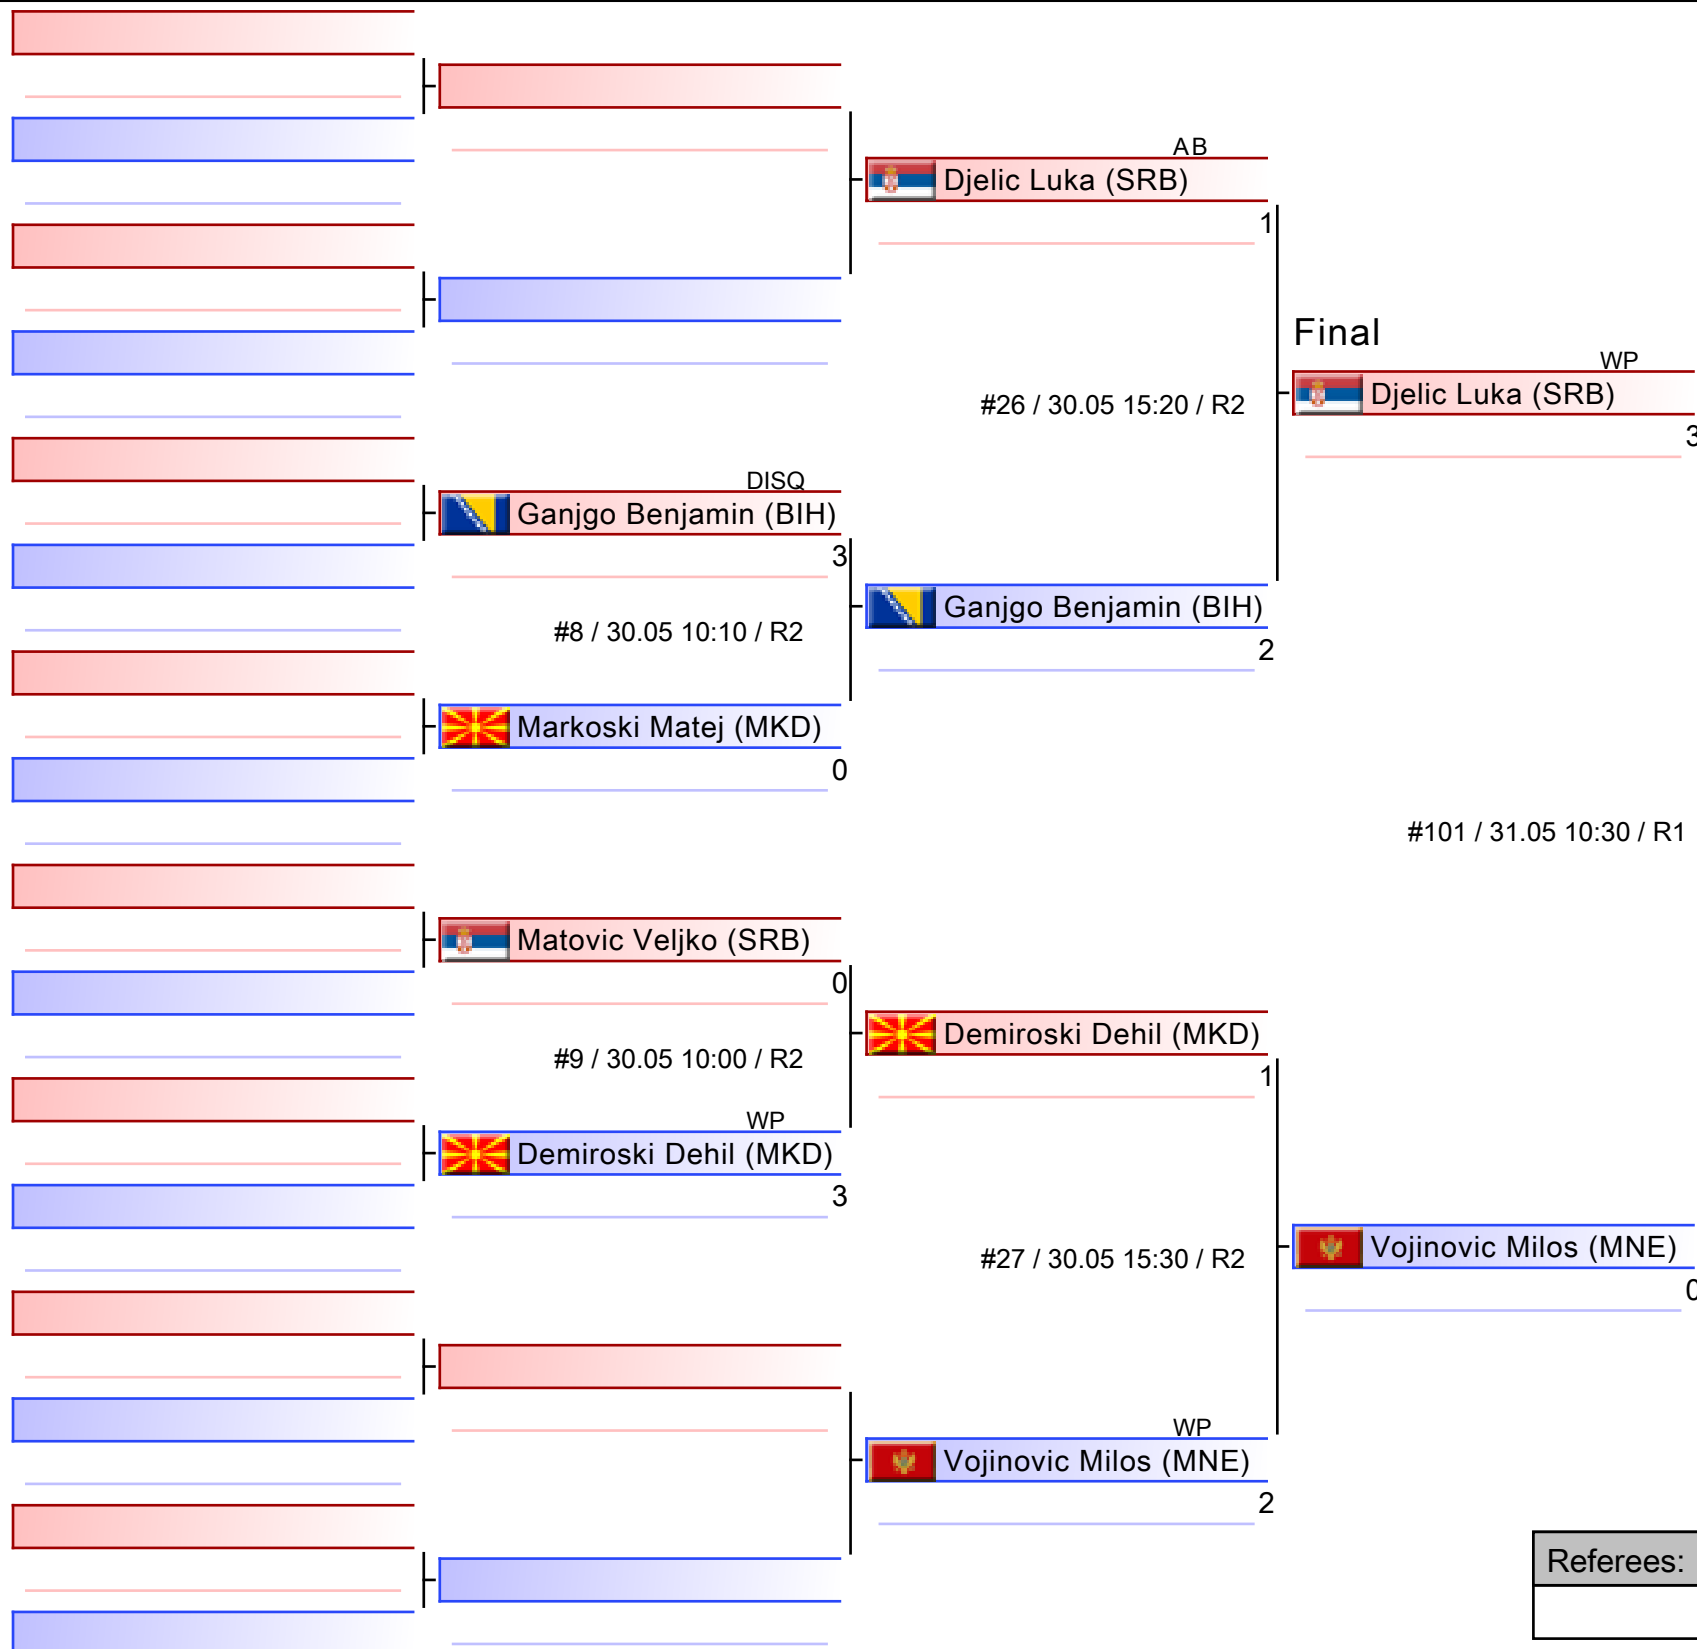 AB
Djelic Luka (SRB)
1
Final
WP
#26 / 30.05 15:20 / R2
Djelic Luka (SRB)
3
DISQ
Ganjgo Benjamin (BIH)
3
Ganjgo Benjamin (BIH)
#8 / 30.05 10:10 / R2
2
Markoski Matej (MKD)
0
#101 / 31.05 10:30 / R1
Matovic Veljko (SRB)
0
Demiroski Dehil (MKD)
#9 / 30.05 10:00 / R2
1
WP
Demiroski Dehil (MKD)
3
#27 / 30.05 15:30 / R2
Vojinovic Milos (MNE)
0
WP
Vojinovic Milos (MNE)
2
Referees: